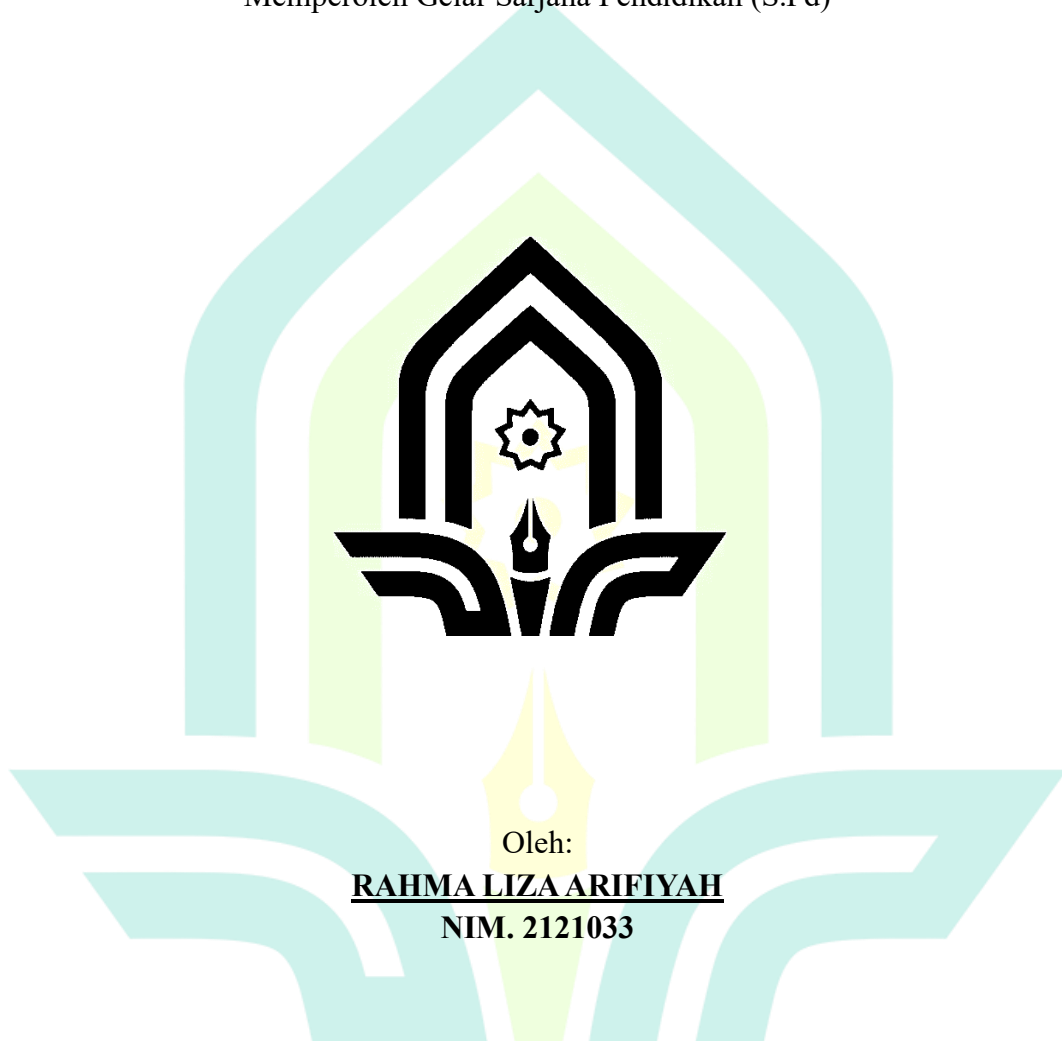 Memperoleh Gelar Sarjana Pendidikan (S.Pd)
Oleh:
RAHMA LIZA ARIFIYAH
NIM. 2121033